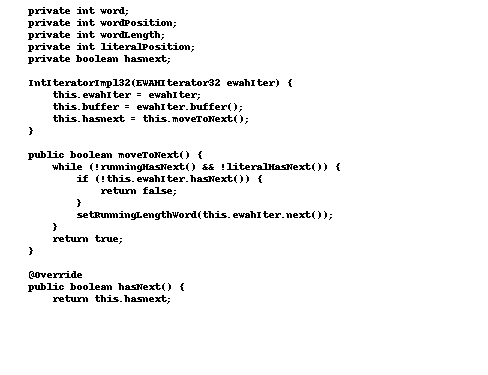 private int word;
private int wordPosition;
private int wordLength;
private int literalPosition;
private boolean hasnext;

IntIteratorImpl32(EWAHIterator32 ewahIter) {
    this.ewahIter = ewahIter;
    this.buffer = ewahIter.buffer();
    this.hasnext = this.moveToNext();
}

public boolean moveToNext() {
    while (!runningHasNext() && !literalHasNext()) {
        if (!this.ewahIter.hasNext()) {
            return false;
        }
        setRunningLengthWord(this.ewahIter.next());
    }
    return true;
}

@Override
public boolean hasNext() {
    return this.hasnext;